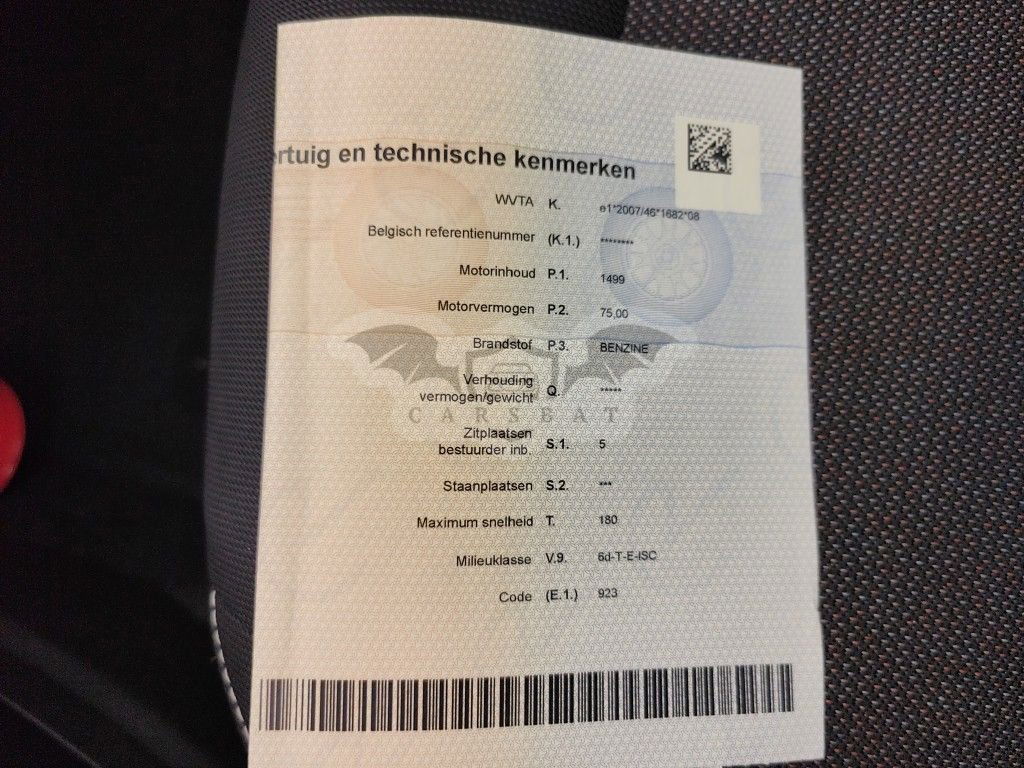 rtuig en technische kenmerken
WVTA K. e1*2007/46*1682*08
Belgisch referentienummer (K.1.) ********
Motorinhoud P.1. 1499
Motorvermogen P.2. 75,00
Brandstof P.3. BENZINE
Verhouding
vermogen/gewicht Q. *****
CARSBAT
Zitplaatsen
bestuurder inb. S.1. 5
Staanplaatsen S.2. ***
Maximum snelheid T. 180
Milieuklasse V.9. 6d-T-E-ISC
Code (E.1.) 923